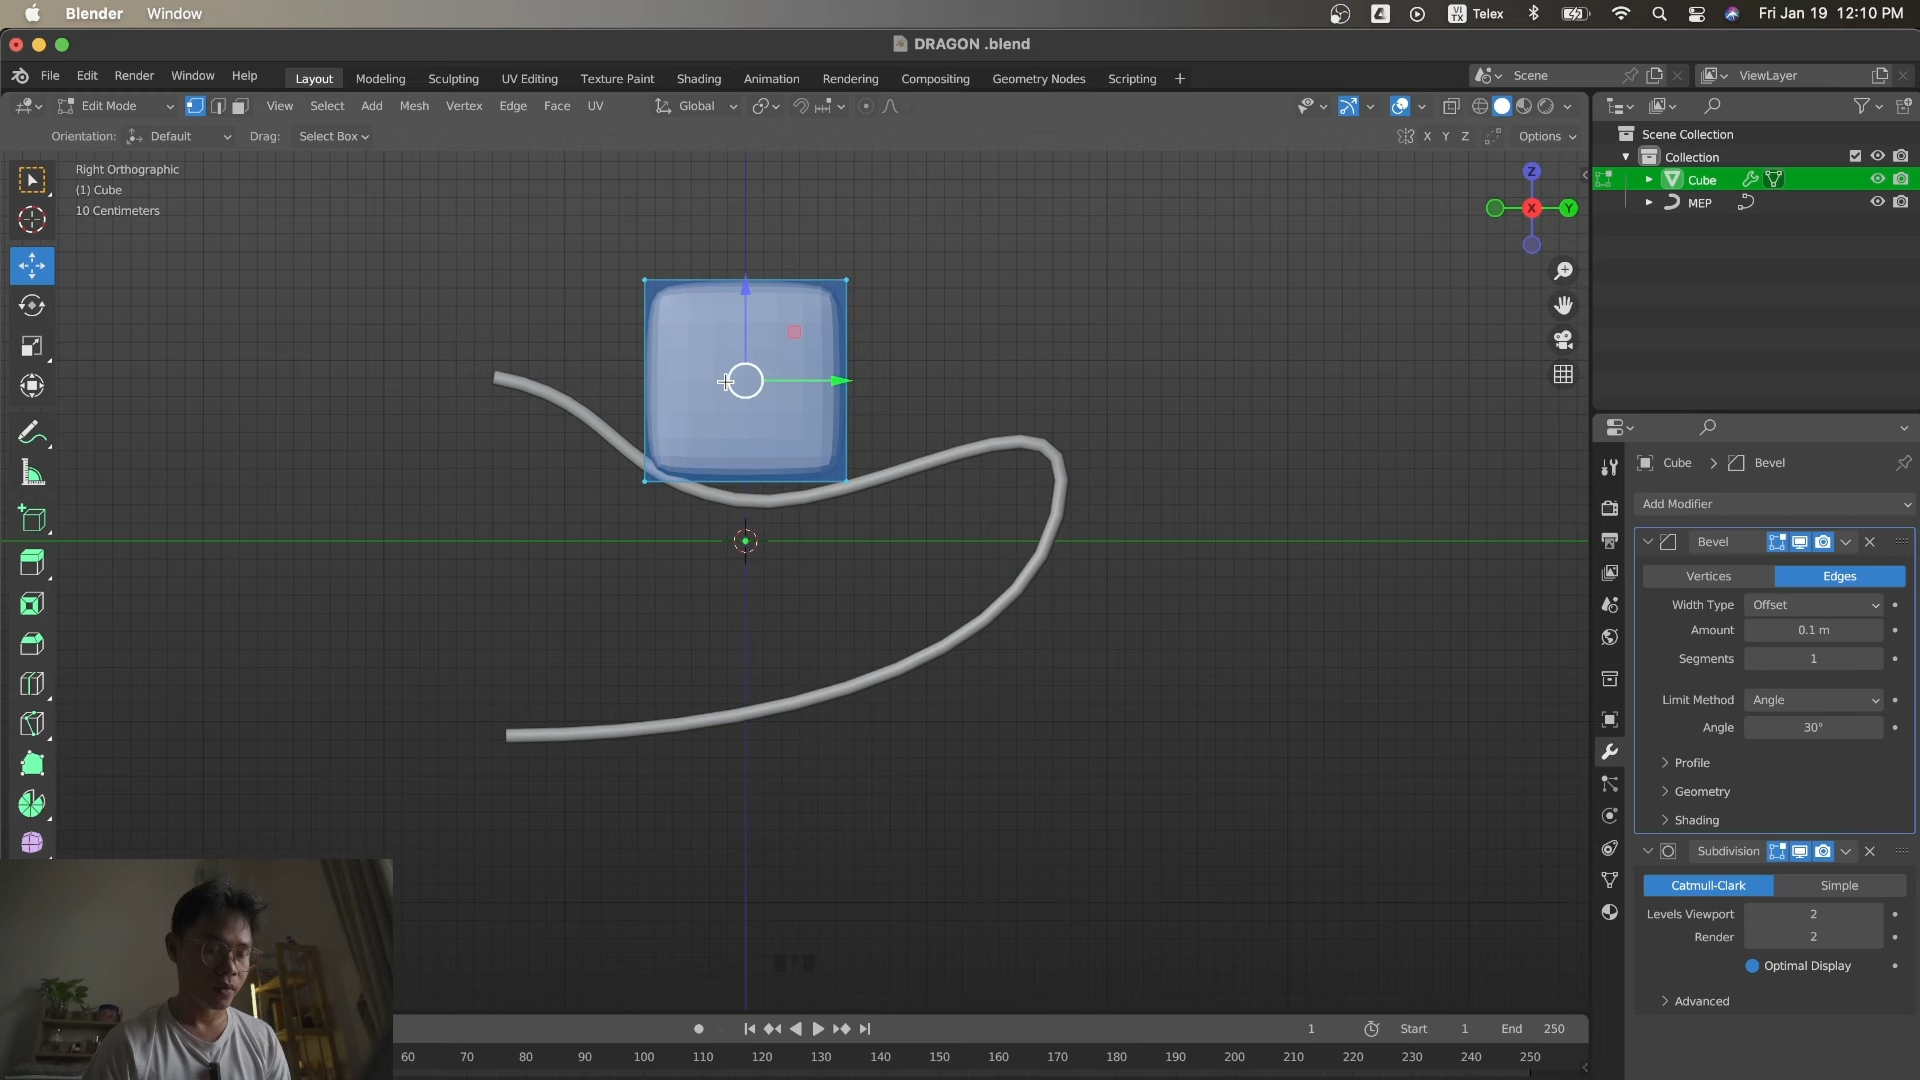 Blender Window
VI TX Telex Fri Jan 19 12:10 PM
DRAGON .blend
File Edit Render Window Help Layout Modeling Sculpting UV Editing Texture Paint Shading Animation Rendering Compositing Geometry Nodes Scripting + Scene ViewLayer
Edit Mode View Select Add Mesh Vertex Edge Face UV Global
Orientation: Default Drag: Select Box X Y Z Options
Scene Collection
Collection
Cube
MEP
Right Orthographic
(1) Cube
10 Centimeters
Z
X
Y
Cube > Bevel
Add Modifier
Bevel
Vertices Edges
Width Type Offset
Amount 0.1 m
Segments 1
Limit Method Angle
Angle 30°
Profile
Geometry
Shading
Subdivision
Catmull-Clark Simple
Levels Viewport 2
Render 2
Optimal Display
Advanced
1 Start 1 End 250
60 70 80 90 100 110 120 130 140 150 160 170 180 190 200 210 220 230 240 250